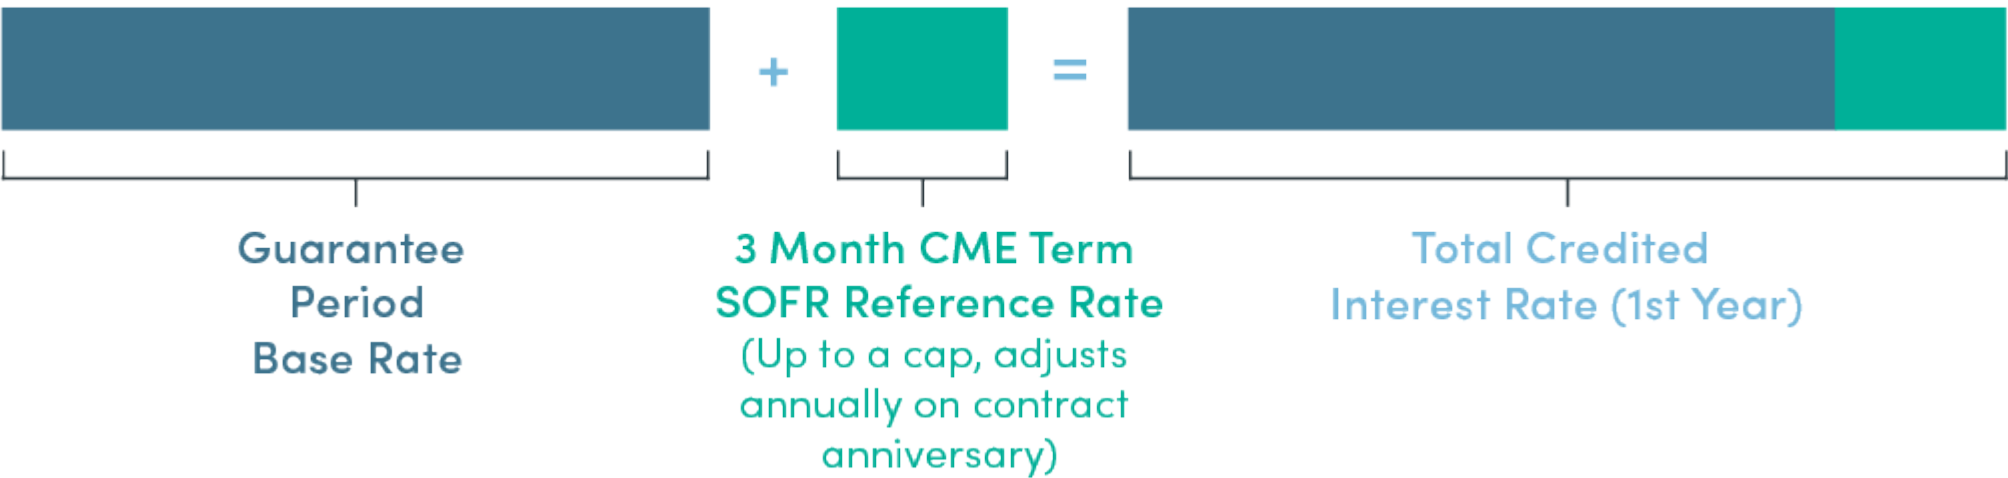 +
=
Guarantee
Period
Base Rate
3 Month CME Term
SOFR Reference Rate
(Up to a cap, adjusts
annually on contract
anniversary)
Total Credited
Interest Rate (1st Year)